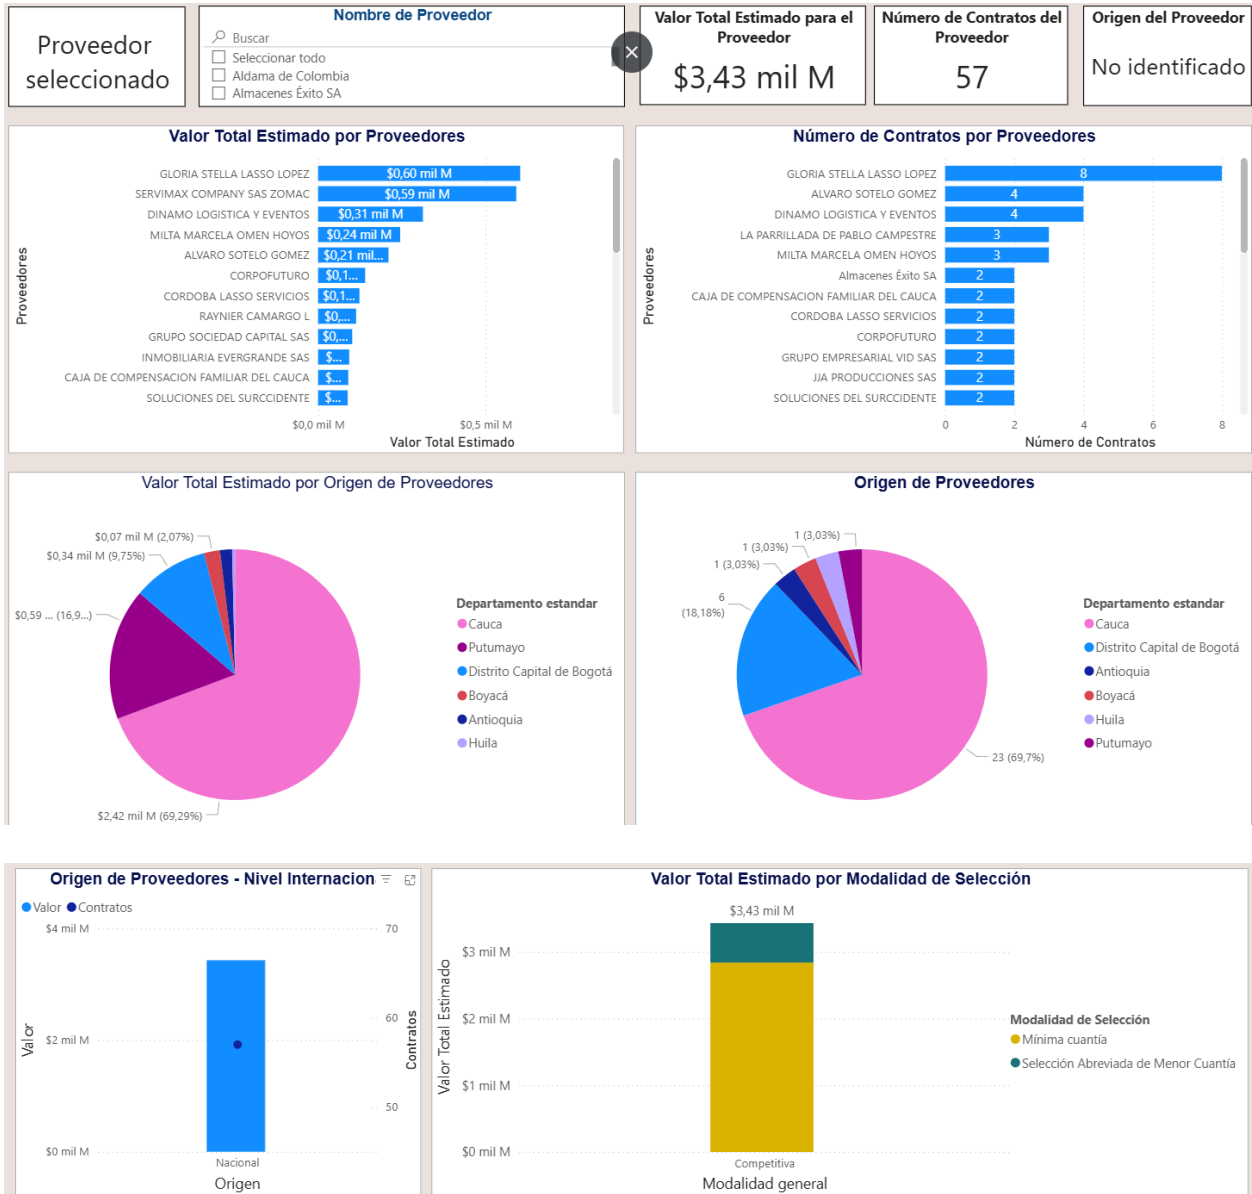 Proveedor
seleccionado
Nombre de Proveedor
Buscar
Seleccionar todo
Aldama de Colombia
Almacenes Éxito SA
Valor Total Estimado para el
Proveedor
$3,43 mil M
Número de Contratos del
Proveedor
57
Origen del Proveedor
No identificado
Valor Total Estimado por Proveedores
Proveedores
GLORIA STELLA LASSO LOPEZ $0,60 mil M
SERVIMAX COMPANY SAS ZOMAC $0,59 mil M
DINAMO LOGISTICA Y EVENTOS $0,31 mil M
MILTA MARCELA OMEN HOYOS $0,24 mil M
ALVARO SOTELO GOMEZ $0,21 mil...
CORPOFUTURO $0,1...
CORDOBA LASSO SERVICIOS $0,1...
RAYNIER CAMARGO L $0,...
GRUPO SOCIEDAD CAPITAL SAS $0,...
INMOBILIARIA EVERGRANDE SAS $...
CAJA DE COMPENSACION FAMILIAR DEL CAUCA $...
SOLUCIONES DEL SURCCIDENTE $...
$0,0 mil M $0,5 mil M
Valor Total Estimado
Número de Contratos por Proveedores
Proveedores
GLORIA STELLA LASSO LOPEZ 8
ALVARO SOTELO GOMEZ 4
DINAMO LOGISTICA Y EVENTOS 4
LA PARRILLADA DE PABLO CAMPESTRE 3
MILTA MARCELA OMEN HOYOS 3
Almacenes Éxito SA 2
CAJA DE COMPENSACION FAMILIAR DEL CAUCA 2
CORDOBA LASSO SERVICIOS 2
CORPOFUTURO 2
GRUPO EMPRESARIAL VID SAS 2
JJA PRODUCCIONES SAS 2
SOLUCIONES DEL SURCCIDENTE 2
0 2 4 6 8
Número de Contratos
Valor Total Estimado por Origen de Proveedores
$0,07 mil M (2,07%)
$0,34 mil M (9,75%)
$0,59 ... (16,9...)
$2,42 mil M (69,29%)
Departamento estandar
Cauca
Putumayo
Distrito Capital de Bogotá
Boyacá
Antioquia
Huila
Origen de Proveedores
1 (3,03%)
1 (3,03%)
1 (3,03%)
6
(18,18%)
23 (69,7%)
Departamento estandar
Cauca
Distrito Capital de Bogotá
Antioquia
Boyacá
Huila
Putumayo
Origen de Proveedores - Nivel Internacion
Valor Contratos
$4 mil M 70
60
$2 mil M
50
$0 mil M
Valor
Contratos
Nacional
Origen
Valor Total Estimado por Modalidad de Selección
$3,43 mil M
$3 mil M
$2 mil M
$1 mil M
$0 mil M
Valor Total Estimado
Competitiva
Modalidad general
Modalidad de Selección
Mínima cuantía
Selección Abreviada de Menor Cuantía